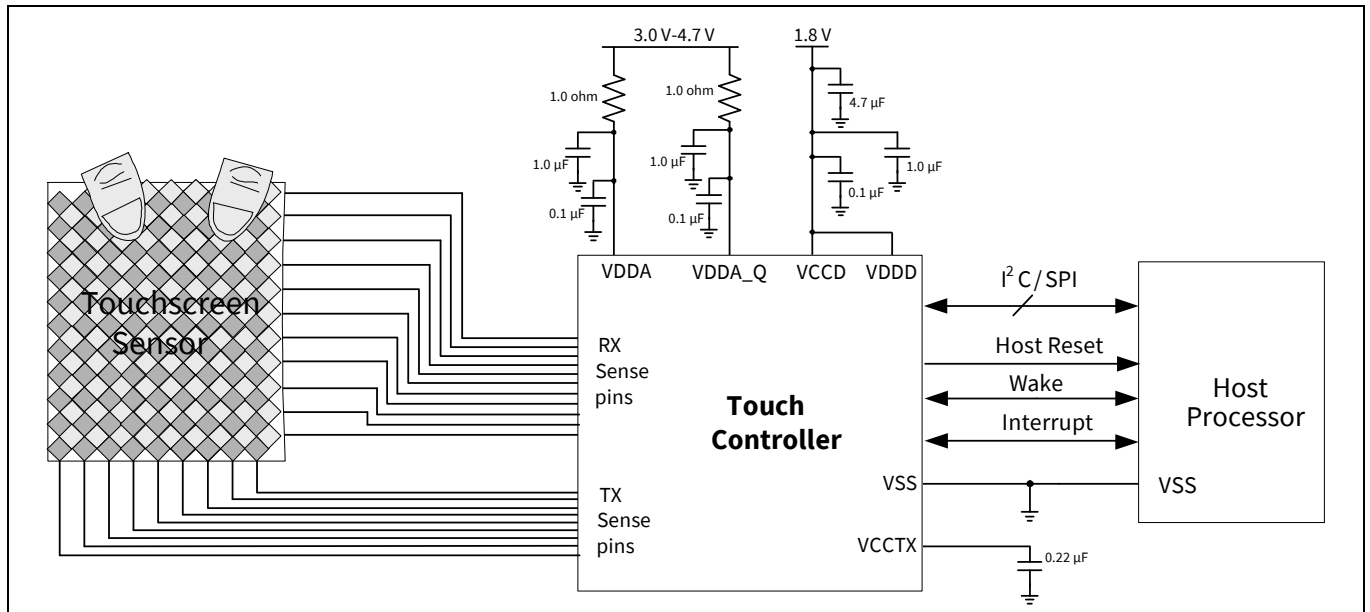 3.0 V-4.7 V
1.8 V
1.0 ohm
1.0 ohm
4.7 µF
1.0 µF
1.0 µF
1.0 µF
0.1 µF
0.1 µF
0.1 µF
VDDA
VDDA_Q
VCCD
VDDD
Touchscreen
Sensor
RX
Sense
pins
Touch
Controller
TX
Sense
pins
I² C/SPI
Host Reset
Wake
Interrupt
Host
Processor
VSS
VSS
VCCTX
0.22 µF